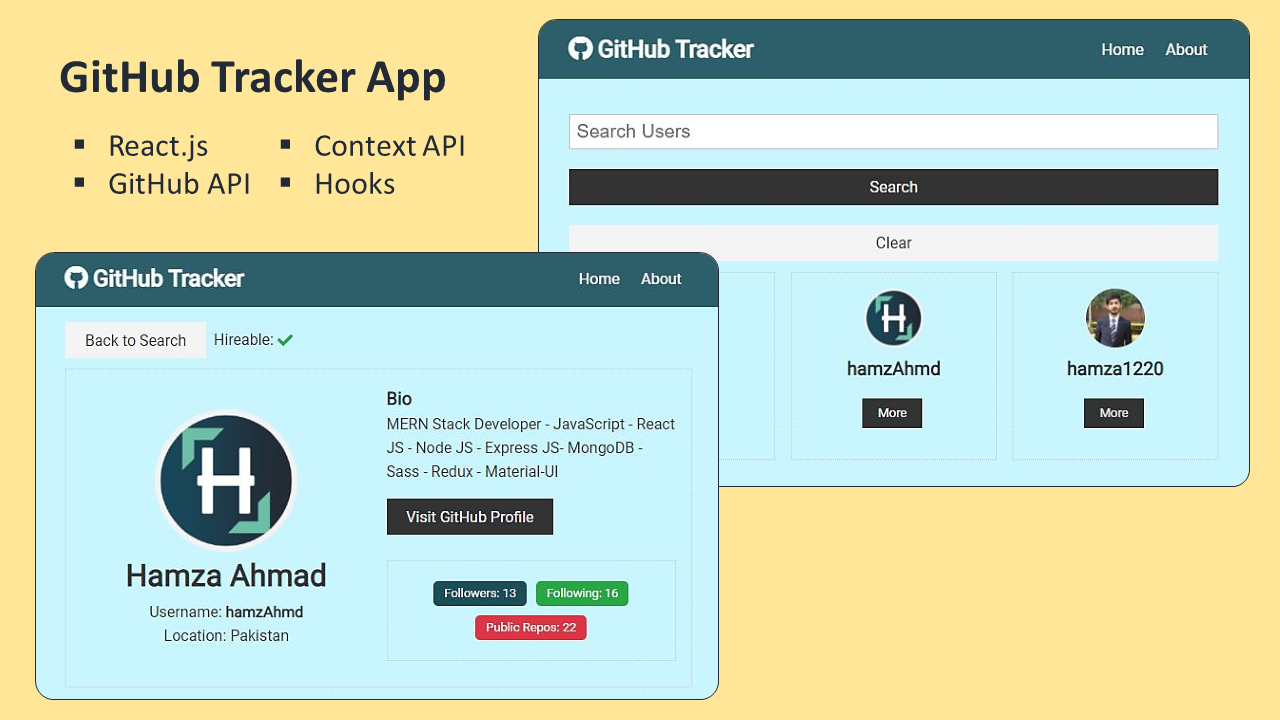 GitHub Tracker App
▪ React.js
▪ GitHub API
▪ Context API
▪ Hooks
GitHub Tracker
Home About
Search Users
Search
Clear
hamzAhmd
More
hamza1220
More
GitHub Tracker
Home About
Back to Search
Hireable:
H
Hamza Ahmad
Username: hamzAhmd
Location: Pakistan
Bio
MERN Stack Developer - JavaScript - React
JS - Node JS - Express JS- MongoDB -
Sass - Redux - Material-UI
Visit GitHub Profile
Followers: 13
Following: 16
Public Repos: 22